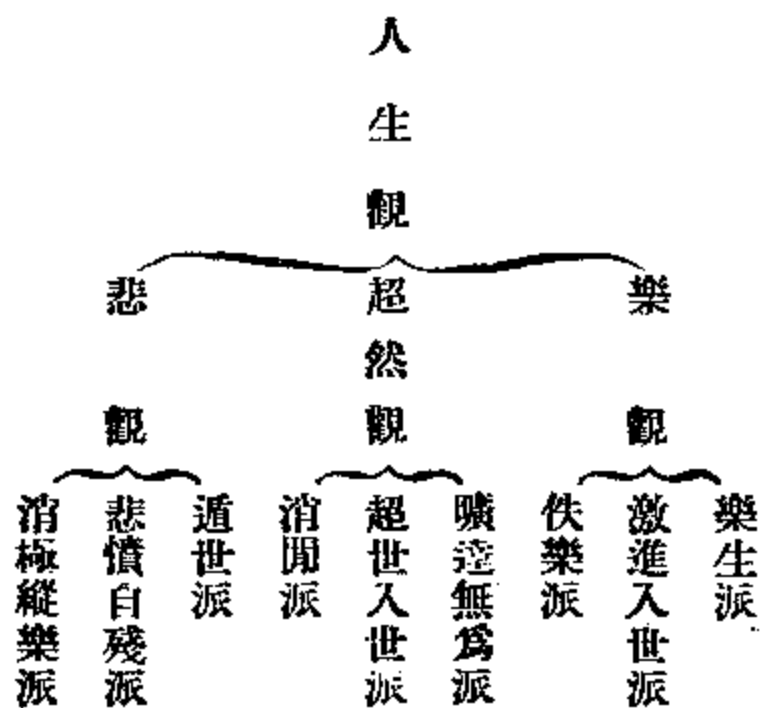 人生觀
樂觀
超然觀
悲觀
樂生派
激進入世派
佚樂派
曠達無爲派
超世入世派
消閒派
遁世派
悲憤自殘派
消極縱樂派